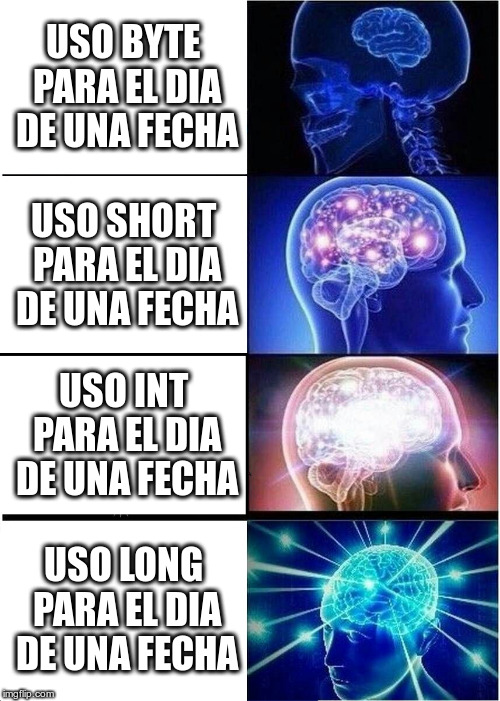 USO BYTE
PARA EL DIA
DE UNA FECHA
USO SHORT
PARA EL DIA
DE UNA FECHA
USO INT
PARA EL DIA
DE UNA FECHA
USO LONG
PARA EL DIA
DE UNA FECHA
imgflip.com